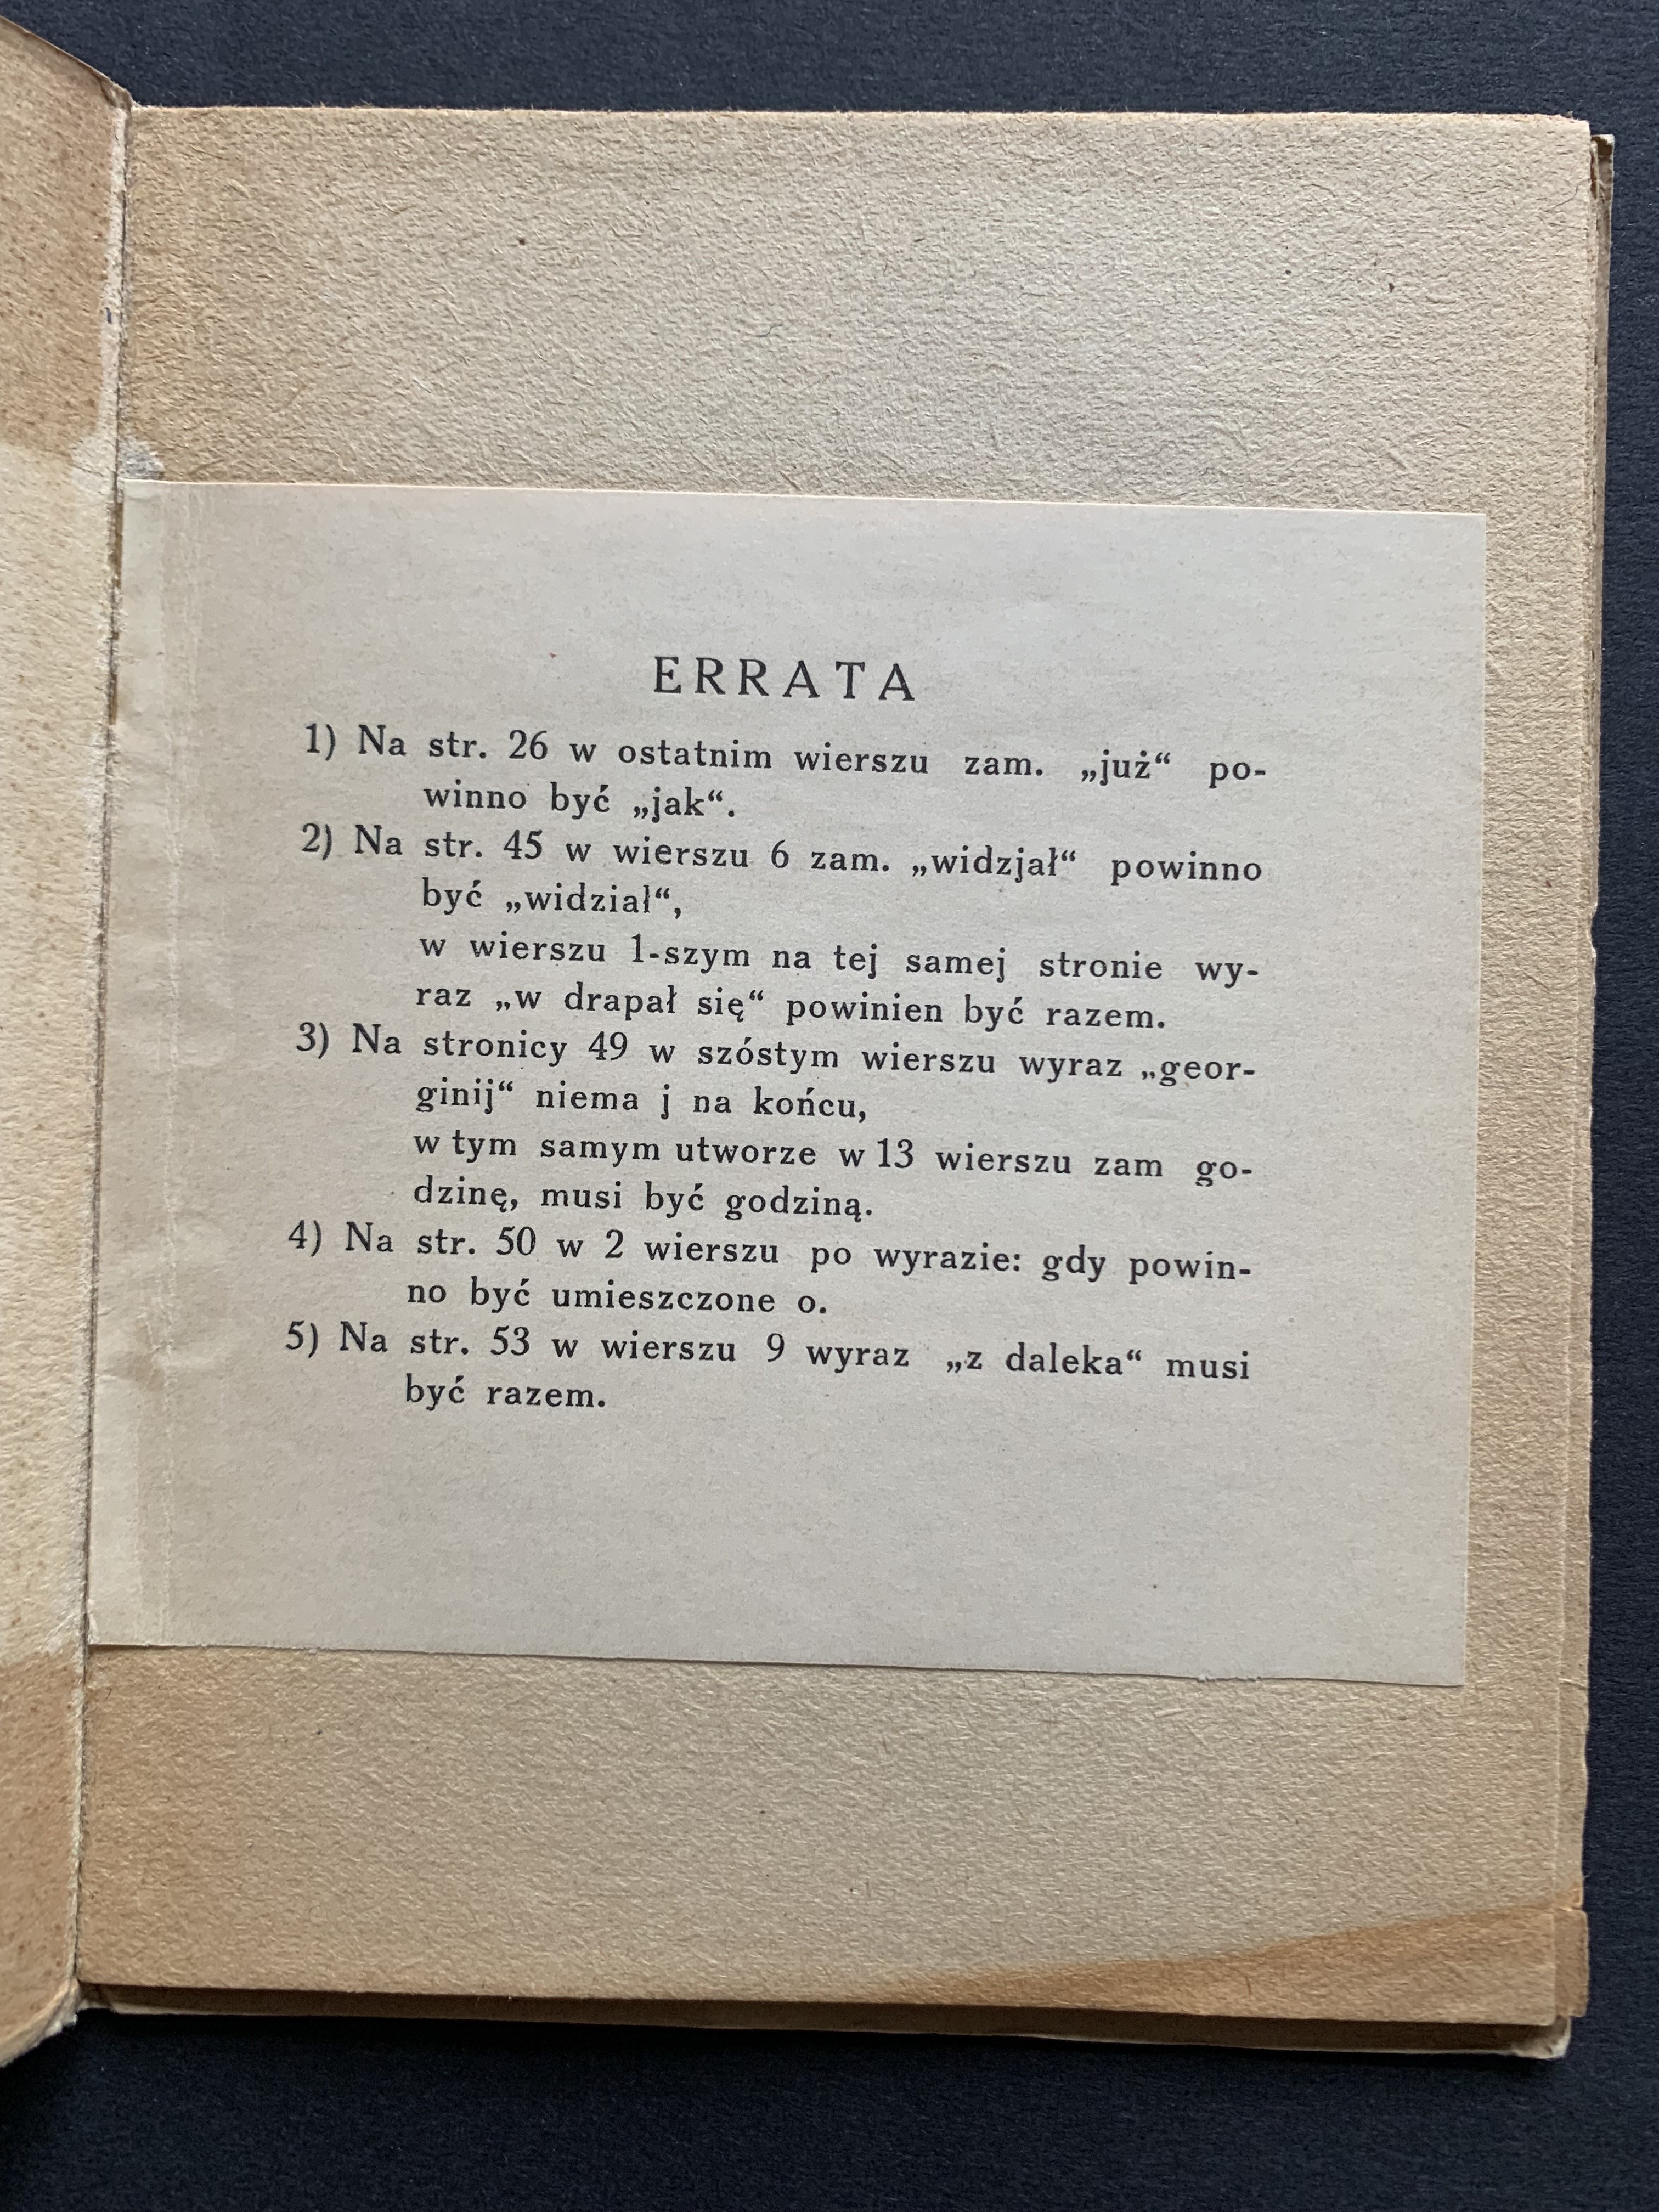 ERRATA
1) Na str. 26 w ostatnim wierszu zam. „już“ po-
winno być „jak“.
2) Na str. 45 w wierszu 6 zam. „widzjał“ powinno
być „widział“,
w wierszu 1-szym na tej samej stronie wy-
raz „w drapał się“ powinien być razem.
3) Na stronicy 49 w szóstym wierszu wyraz „geor-
ginij“ niema j na końcu,
w tym samym utworze w 13 wierszu zam go-
dzinę, musi być godziną.
4) Na str. 50 w 2 wierszu po wyrazie: gdy powin-
no być umieszczone o.
5) Na str. 53 w wierszu 9 wyraz „z daleka“ musi
być razem.